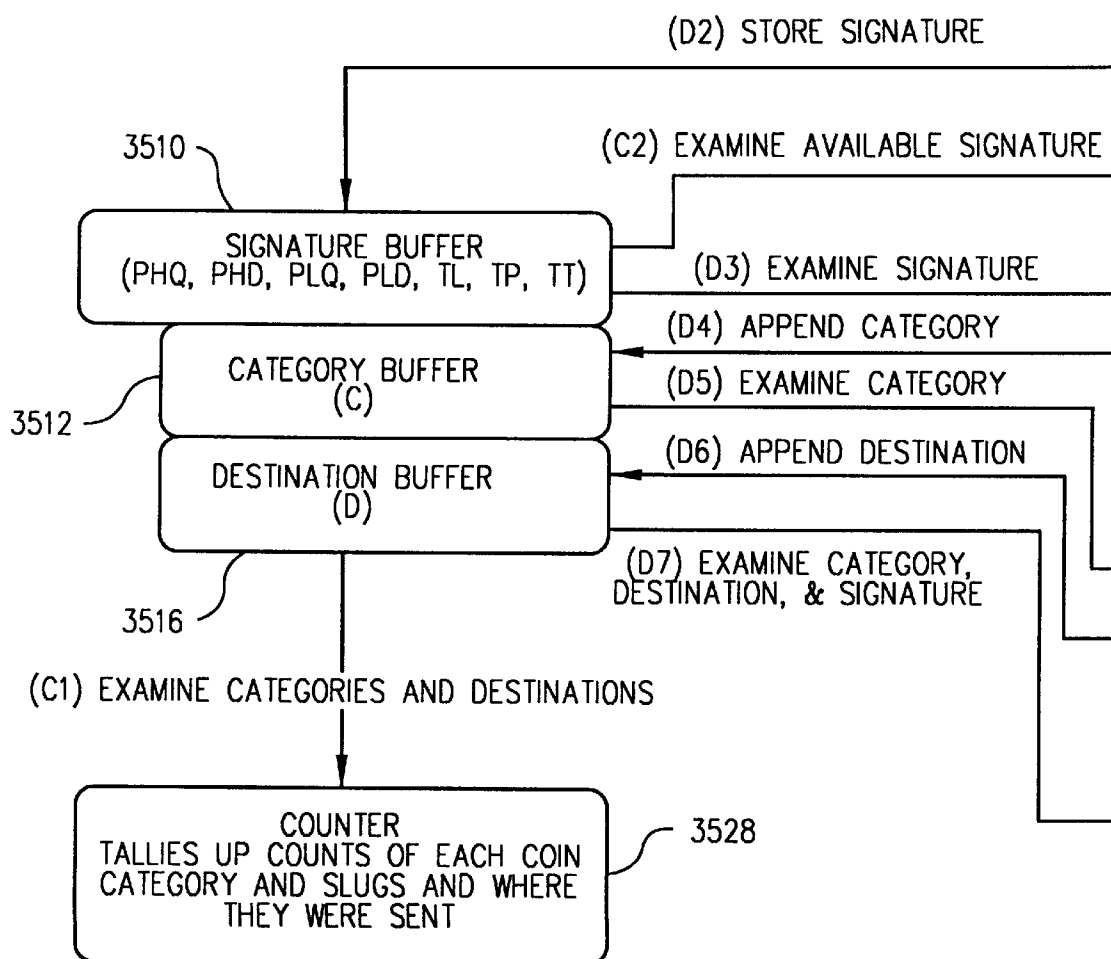 (D2) STORE SIGNATURE
3510
(C2) EXAMINE AVAILABLE SIGNATURE
SIGNATURE BUFFER
(PHQ, PHD, PLQ, PLD, TL, TP, TT)
(D3) EXAMINE SIGNATURE
(D4) APPEND CATEGORY
CATEGORY BUFFER
(C)
(D5) EXAMINE CATEGORY
3512
(D6) APPEND DESTINATION
DESTINATION BUFFER
(D)
(D7) EXAMINE CATEGORY,
DESTINATION, & SIGNATURE
3516
(C1) EXAMINE CATEGORIES AND DESTINATIONS
COUNTER
TALLIES UP COUNTS OF EACH COIN
CATEGORY AND SLUGS AND WHERE
THEY WERE SENT
3528